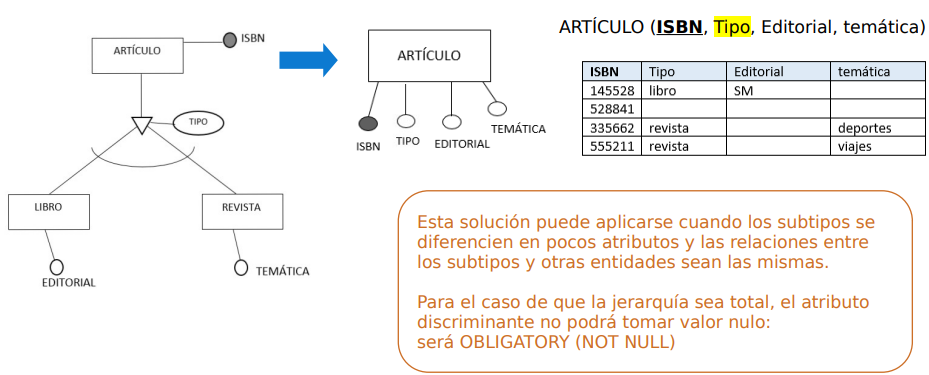 ARTÍCULO
ISBN
TIPO
LIBRO
REVISTA
EDITORIAL
TEMÁTICA
ARTÍCULO
ISBN
TIPO
EDITORIAL
TEMÁTICA
ARTÍCULO (ISBN, Tipo, Editorial, temática)
ISBN Tipo Editorial temática
145528 libro SM
528841
335662 revista deportes
555211 revista viajes
Esta solución puede aplicarse cuando los subtipos se
diferencien en pocos atributos y las relaciones entre
los subtipos y otras entidades sean las mismas.
Para el caso de que la jerarquía sea total, el atributo
discriminante no podrá tomar valor nulo:
será OBLIGATORY (NOT NULL)